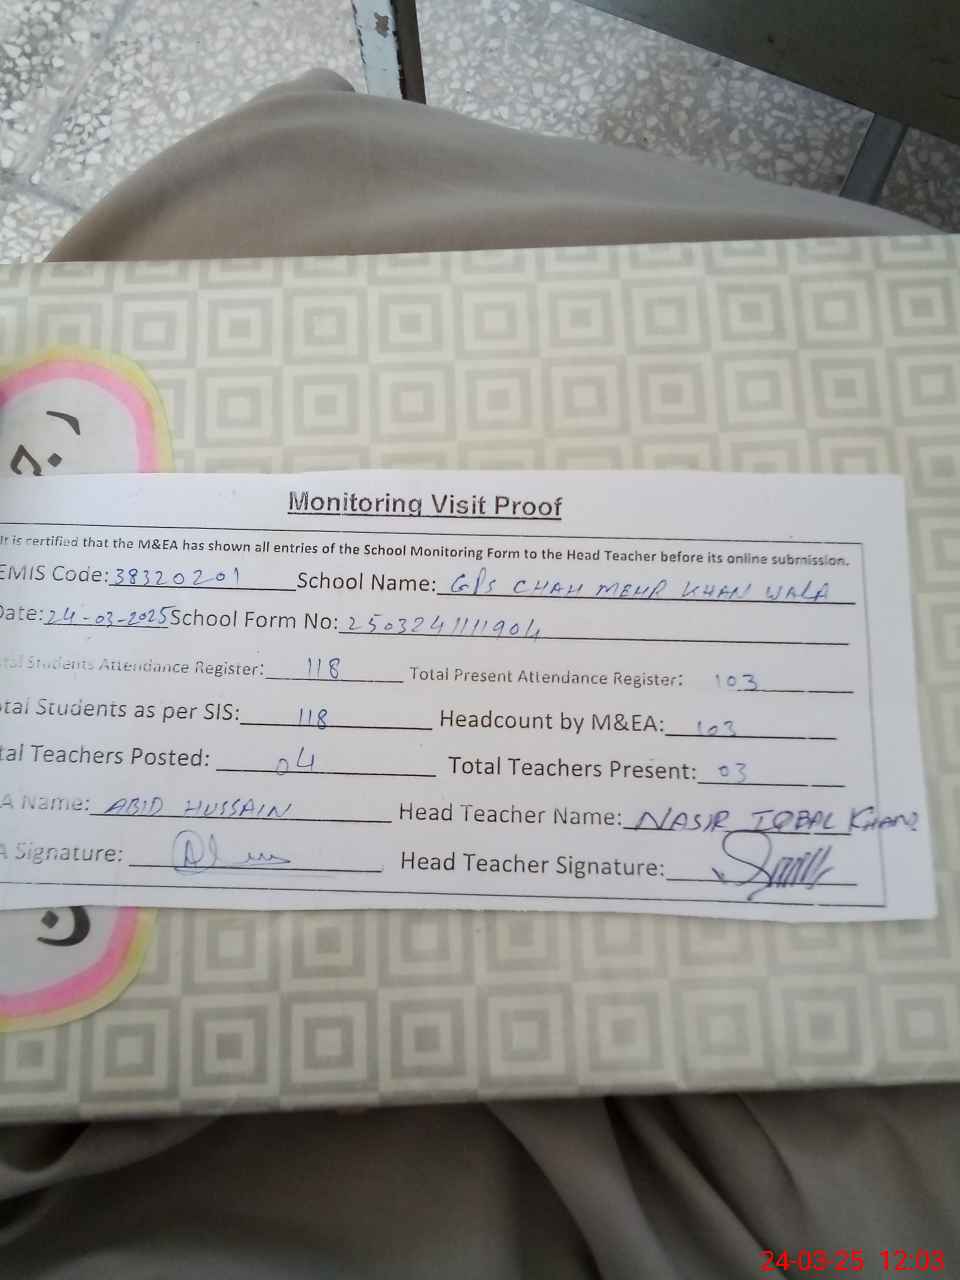 Monitoring Visit Proof
It is certified that the M&EA has shown all entries of the School Monitoring Form to the Head Teacher before its online submission.
EMIS Code: 38320201 School Name: GPS CHAH MEHR KHAN WALA
Date: 24-03-2025 School Form No: 2503241111904
tal Students Attendance Register: 118 Total Present Attendance Register: 103
tal Students as per SIS: 118 Headcount by M&EA: 103
tal Teachers Posted: 04 Total Teachers Present: 03
A Name: ABID HUSSAIN Head Teacher Name: NASIR IQBAL KHAN
A Signature: Head Teacher Signature:
24-03-25 12:03